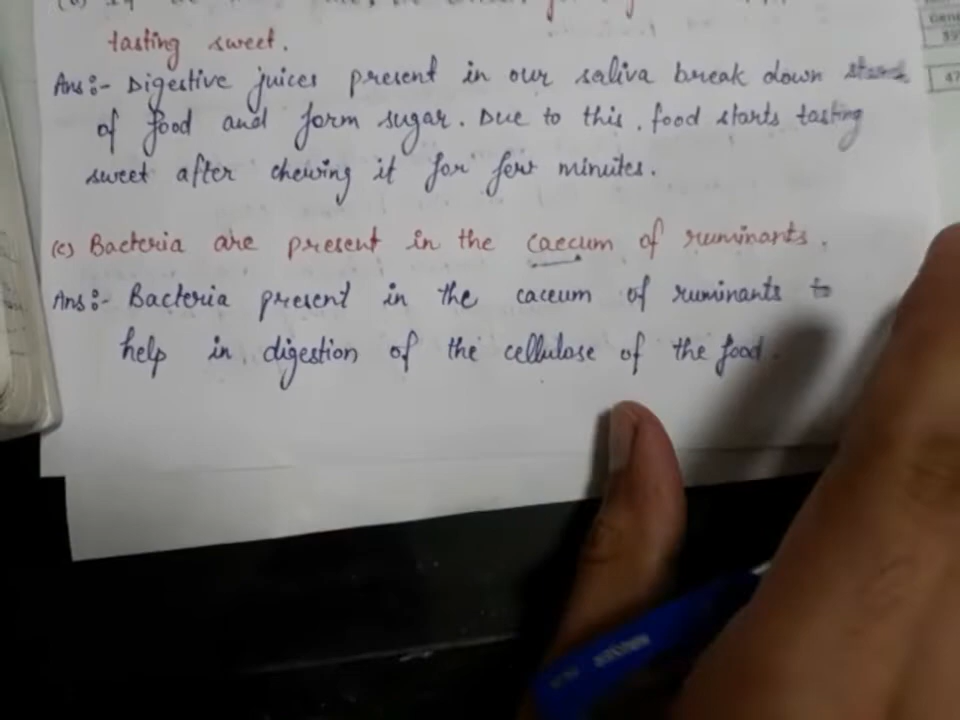 tasting sweet.
Ans:- Digestive juices present in our saliva break down starch
of food and form sugar. Due to this, food starts tasting
sweet after chewing it for few minutes.
(c) Bacteria are present in the caecum of ruminants.
Ans:- Bacteria present in the caceum of ruminants to
help in digestion of the cellulose of the food.